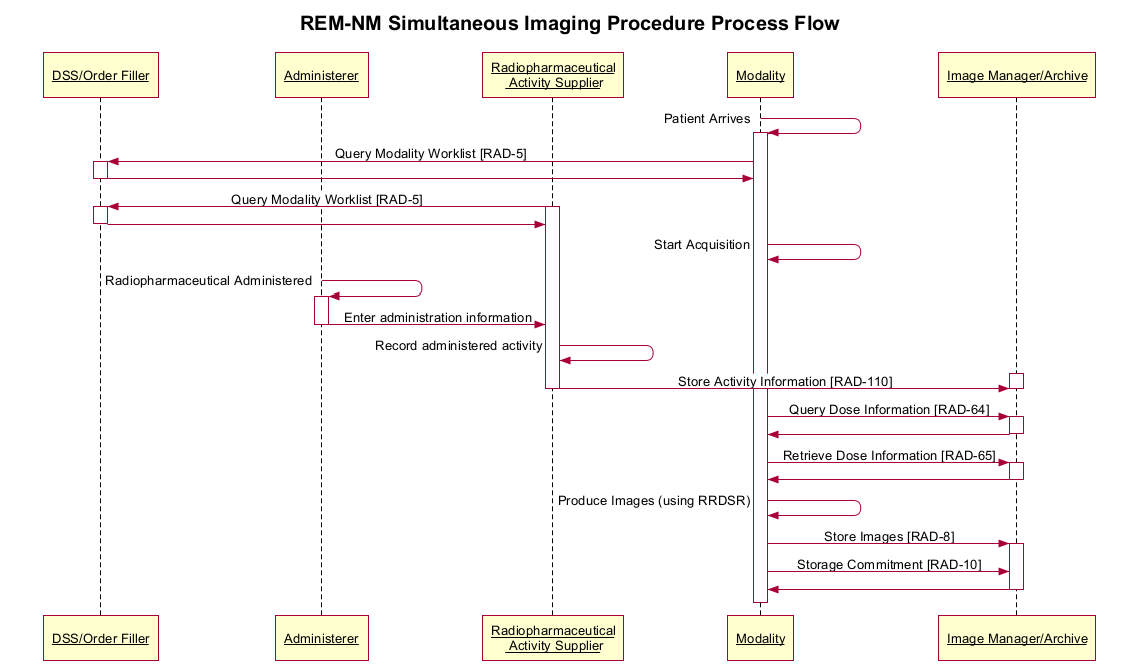 REM-NM Simultaneous Imaging Procedure Process Flow
DSS/Order Filler
Administerer
Radiopharmaceutical
Activity Supplier
Modality
Image Manager/Archive
Patient Arrives
Query Modality Worklist [RAD-5]
Query Modality Worklist [RAD-5]
Start Acquisition
Radiopharmaceutical Administered
Enter administration information
Record administered activity
Store Activity Information [RAD-110]
Query Dose Information [RAD-64]
Retrieve Dose Information [RAD-65]
Produce Images (using RRDSR)
Store Images [RAD-8]
Storage Commitment [RAD-10]
DSS/Order Filler
Administerer
Radiopharmaceutical
Activity Supplier
Modality
Image Manager/Archive